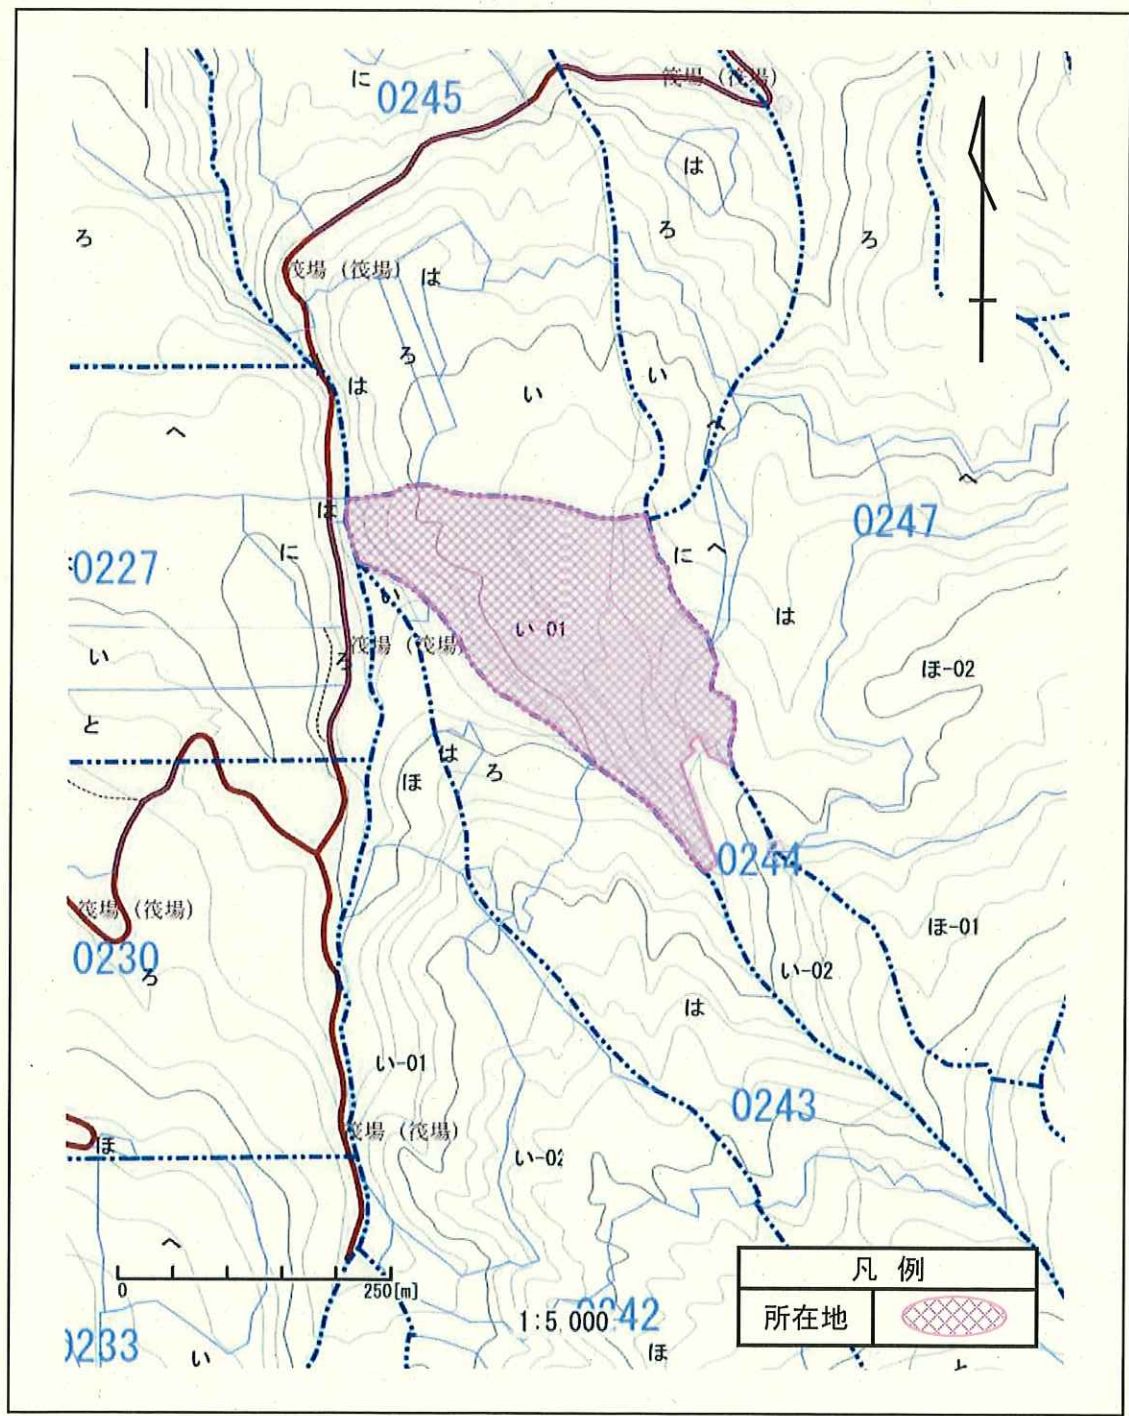 に
0245
筏場 (筏場)
は
ろ
ろ
ろ
筏場 (筏場)
は
ろ
は
い
い
へ
へ
へ
は
0247
に
へ
に
0227
い
い-01
は
筏場 (筏場)
い
ろ
ほ-02
と
は
ろ
ほ
0244
筏場 (筏場)
ほ-01
0230
ろ
い-02
は
い-01
0243
筏場 (筏場)
ほ
い-02
へ
凡 例
所在地
0
250[m]
1:5,000
0233
い
ほ